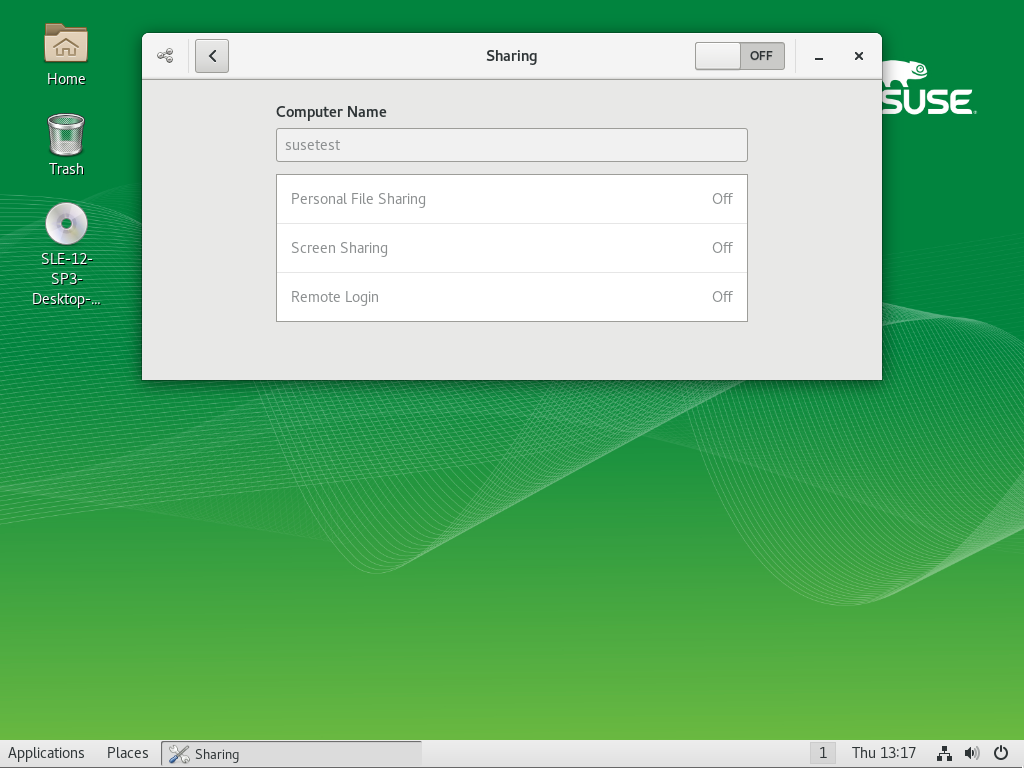 Home
Trash
SLE-12-
SP3-
Desktop-...
Sharing
OFF
SUSE
Computer Name
susetest
Personal File Sharing Off
Screen Sharing Off
Remote Login Off
Applications Places Sharing 1 Thu 13:17